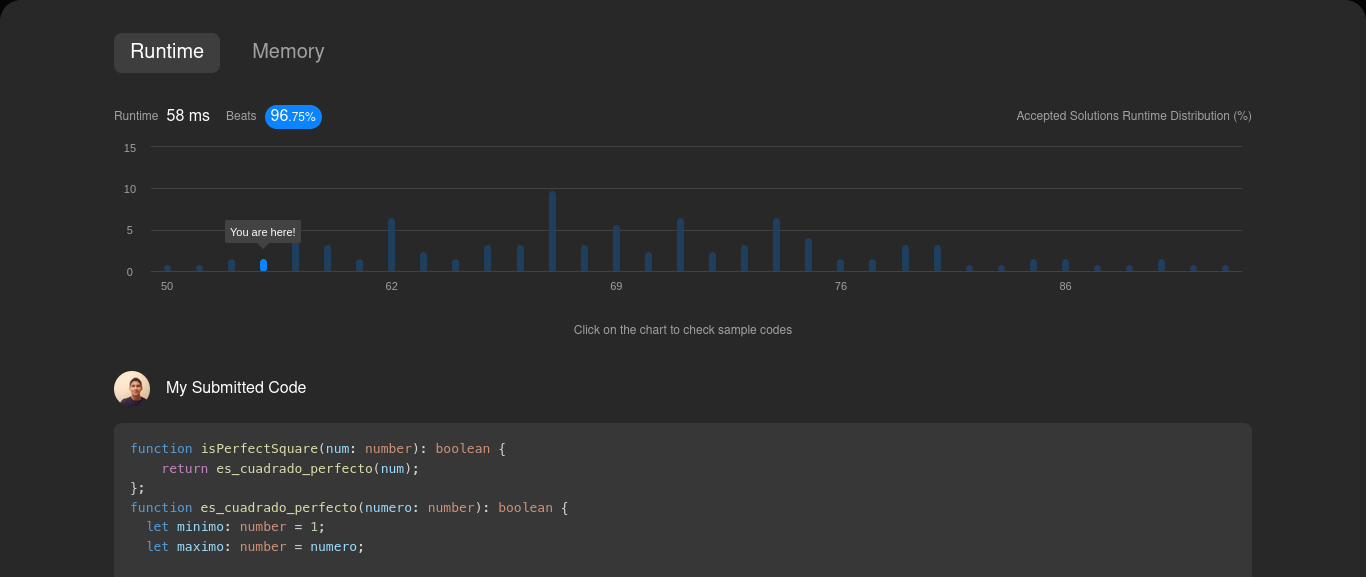 Runtime Memory
Runtime 58 ms Beats 96.75% Accepted Solutions Runtime Distribution (%)
15
10
5
You are here!
0
50 62 69 76 86
Click on the chart to check sample codes
My Submitted Code
function isPerfectSquare(num: number): boolean {
    return es_cuadrado_perfecto(num);
};
function es_cuadrado_perfecto(numero: number): boolean {
  let minimo: number = 1;
  let maximo: number = numero;